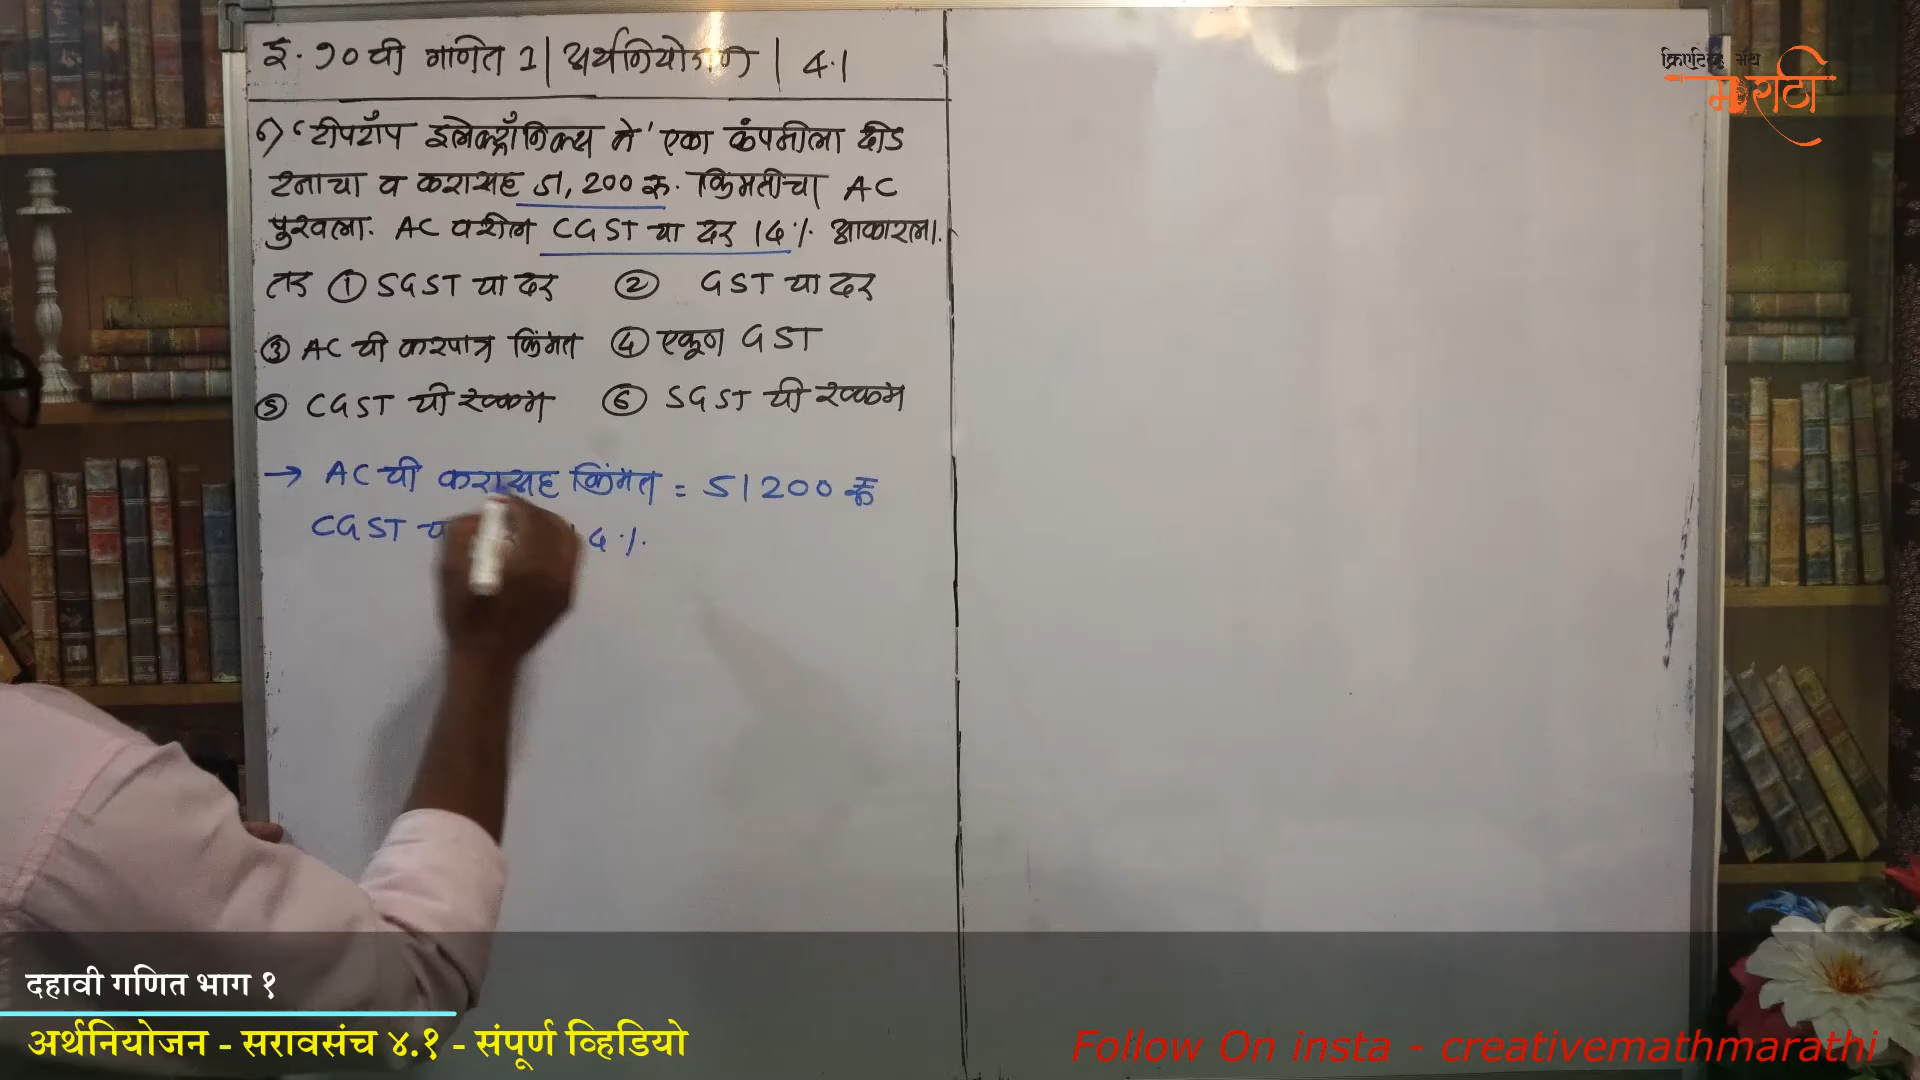 इ. १० वी गणित 1 | अर्थनियोजन | 4.1
१) 'टीपटॉप इलेक्ट्रॉनिक्स ने' एका कंपनीला दीड
टनाचा व करासह 51,200 रु. किमतीचा AC
पुरवला. AC वरील CGST चा दर 14% आकारला.
तर ① SGST चा दर ② GST चा दर
③ AC ची करपात्र किंमत ④ एकूण GST
⑤ CGST ची रक्कम ⑥ SGST ची रक्कम
→ AC ची करासह किंमत = 51200 रु
CGST च 14%.
क्रिएटिव्ह मॅथ
मराठी
दहावी गणित भाग १
अर्थनियोजन - सरावसंच ४.१ - संपूर्ण व्हिडियो
Follow On insta - creativemathmarathi